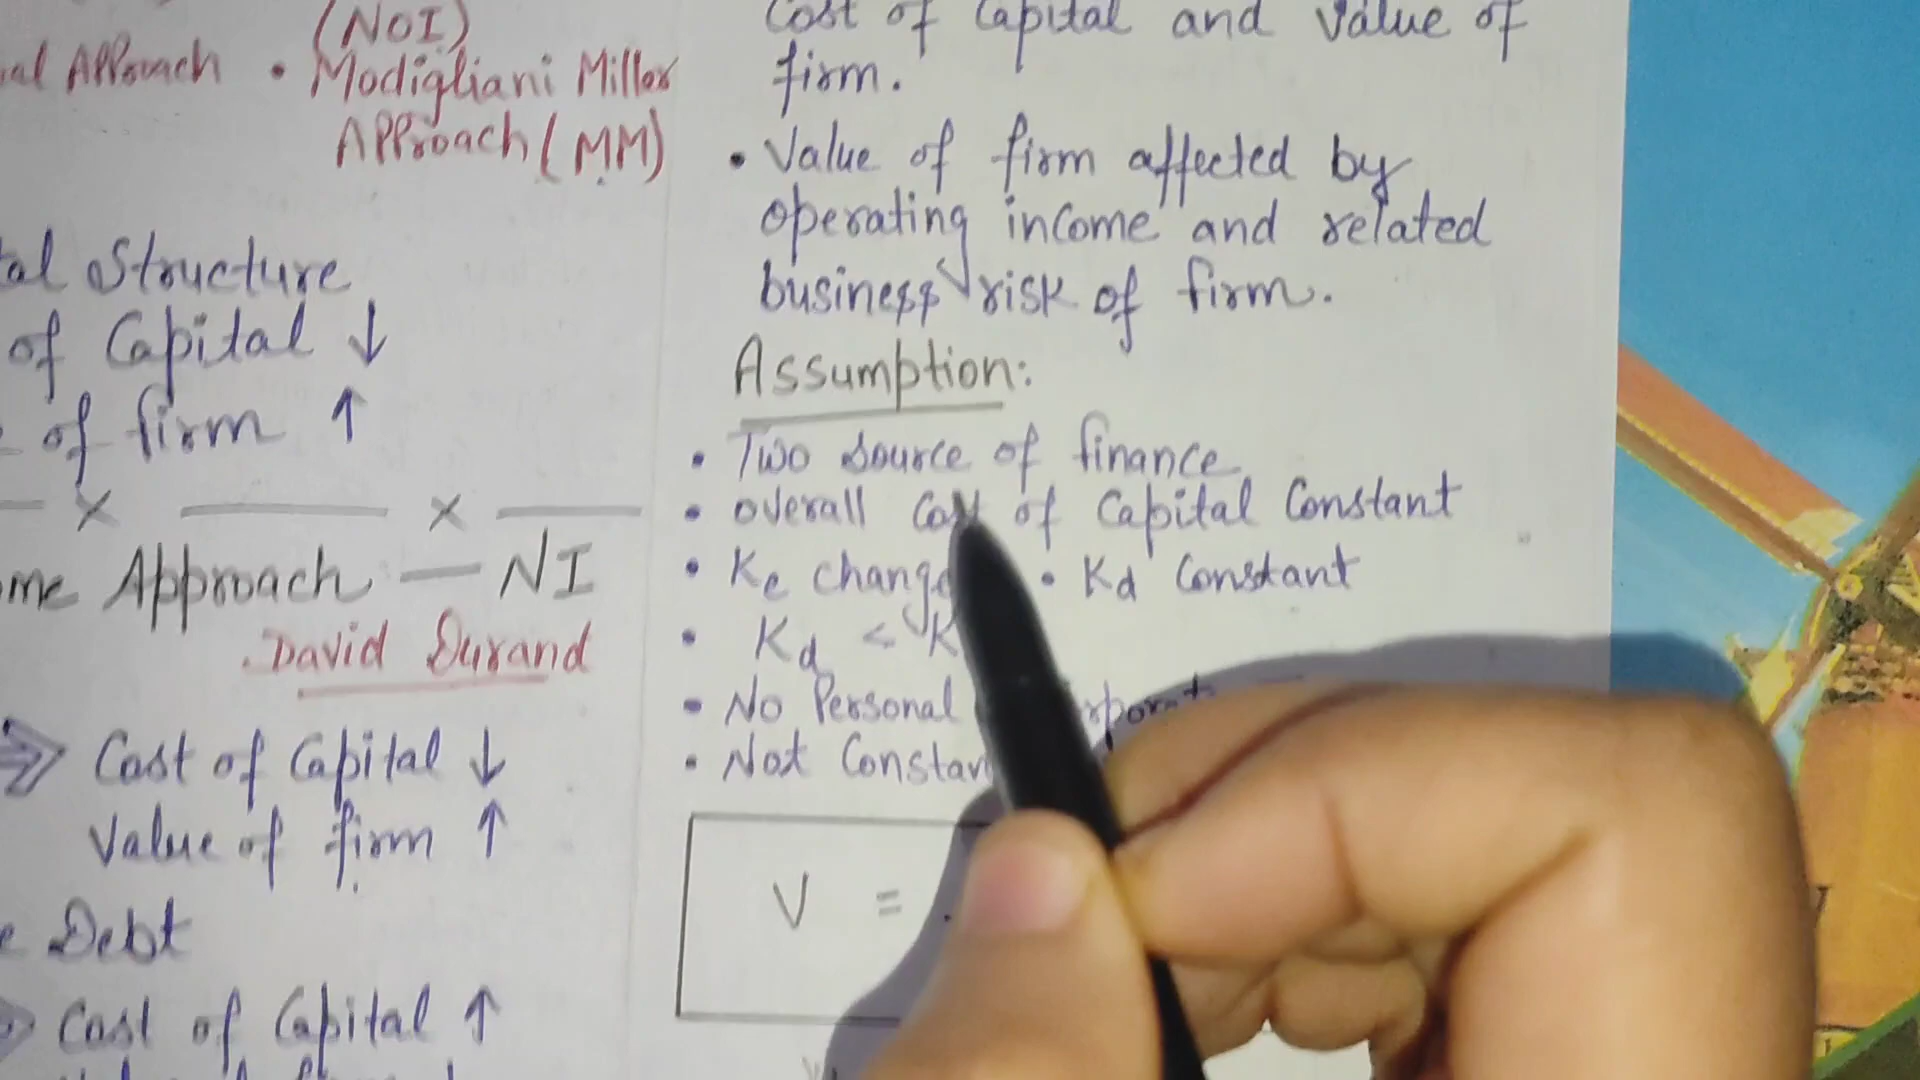 (NOI)
Approach • Modigliani Miller
Approach (MM)
Structure
of Capital ↓
of firm ↑
x x
Approach — NI
David Durand
⇒ Cost of Capital ↓
Value of firm ↑
Debt
Cost of Capital ↑
Cost of Capital and Value of
firm.
• Value of firm affected by
operating income and related
business risk of firm.
Assumption:
• Two source of finance
• Overall Cost of Capital Constant
• Ke change • Kd Constant
• Kd < K
• No Personal
• Not
V =